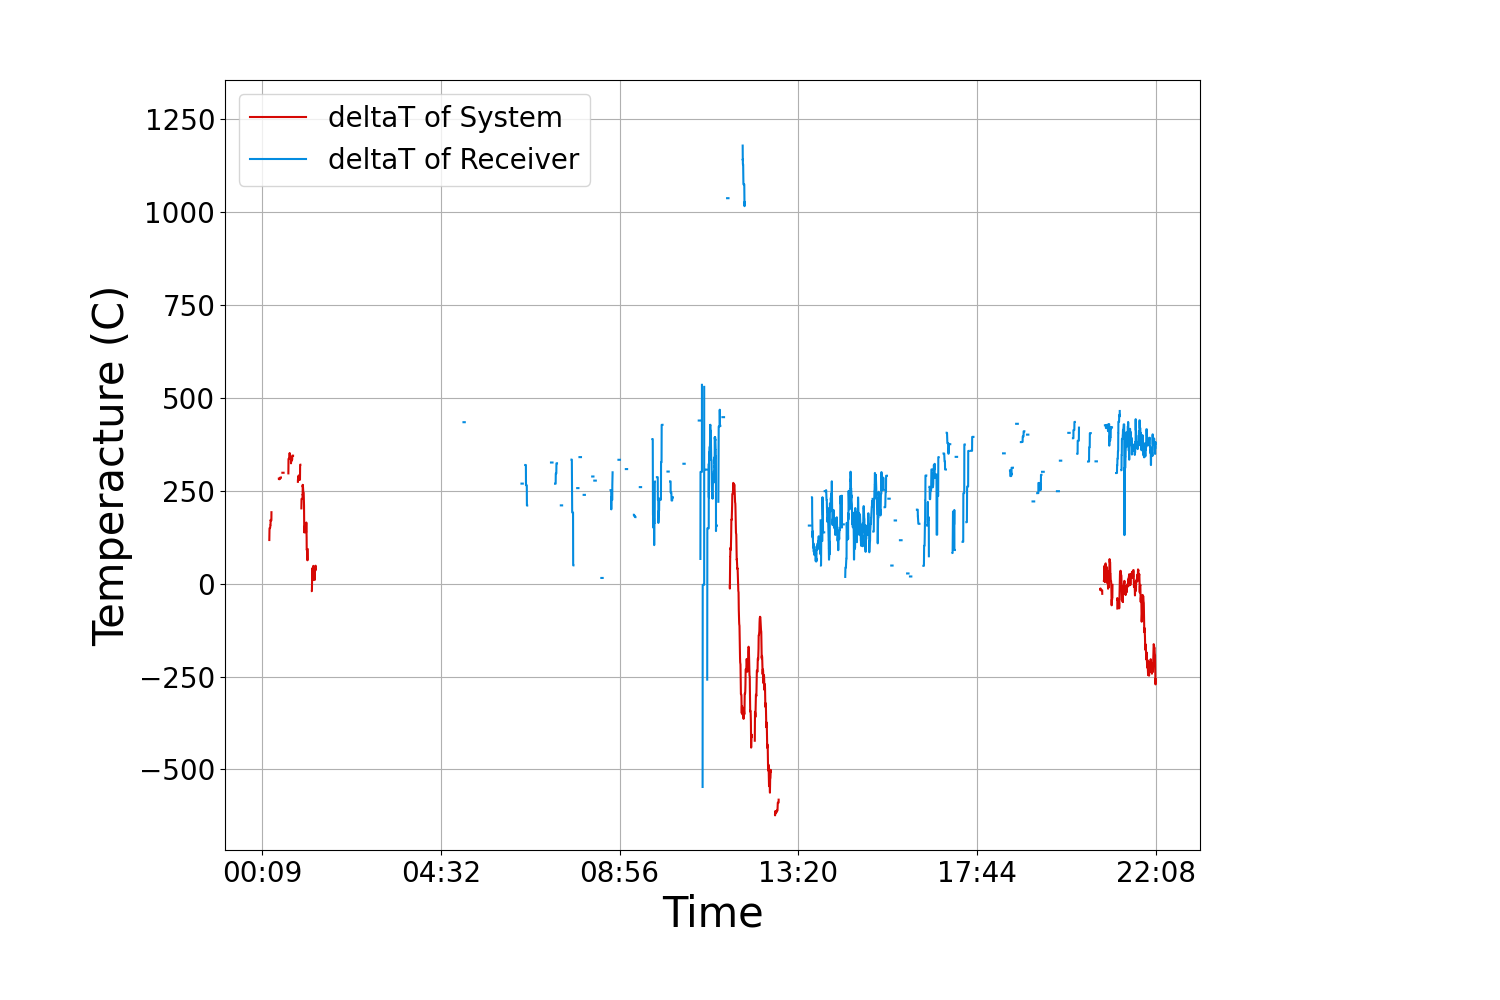 deltaT of System
deltaT of Receiver
1250
1000
750
500
250
0
−250
−500
Temperacture (C)
00:09 04:32 08:56 13:20 17:44 22:08
Time